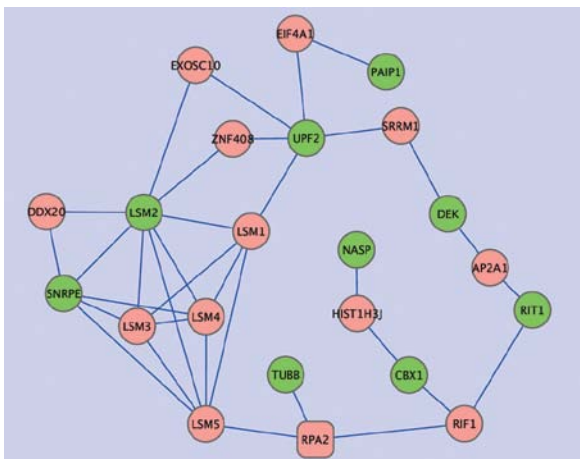 EIF4A1
EXOSC10
PAIP1
ZNF408
UPF2
SRRM1
DDX20
LSM2
LSM1
DEK
NASP
AP2A1
SNRPE
LSM3
LSM4
HIST1H3J
RIT1
TUBB
CBX1
LSM5
RPA2
RIF1